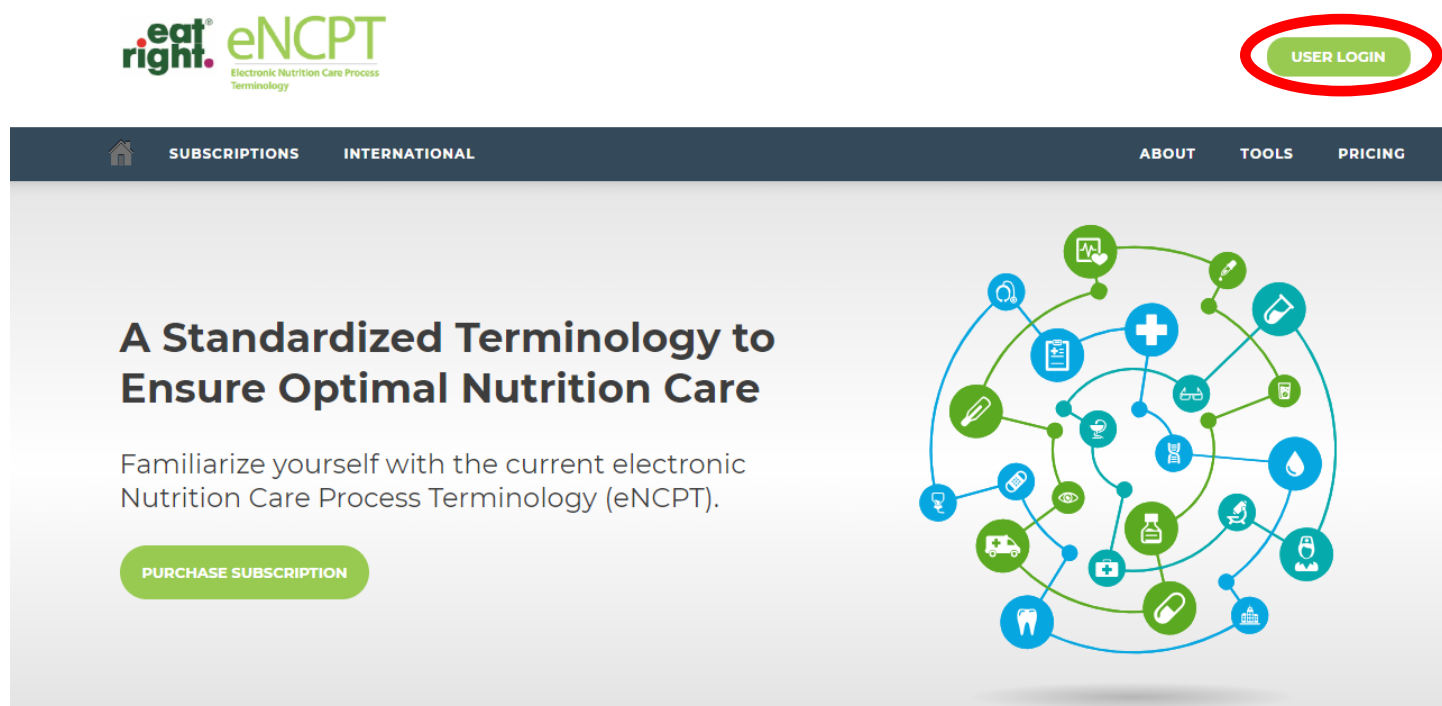 eat® right.
eNCPT
Electronic Nutrition Care Process
Terminology
USER LOGIN
SUBSCRIPTIONS INTERNATIONAL ABOUT TOOLS PRICING
A Standardized Terminology to
Ensure Optimal Nutrition Care
Familiarize yourself with the current electronic
Nutrition Care Process Terminology (eNCPT).
PURCHASE SUBSCRIPTION